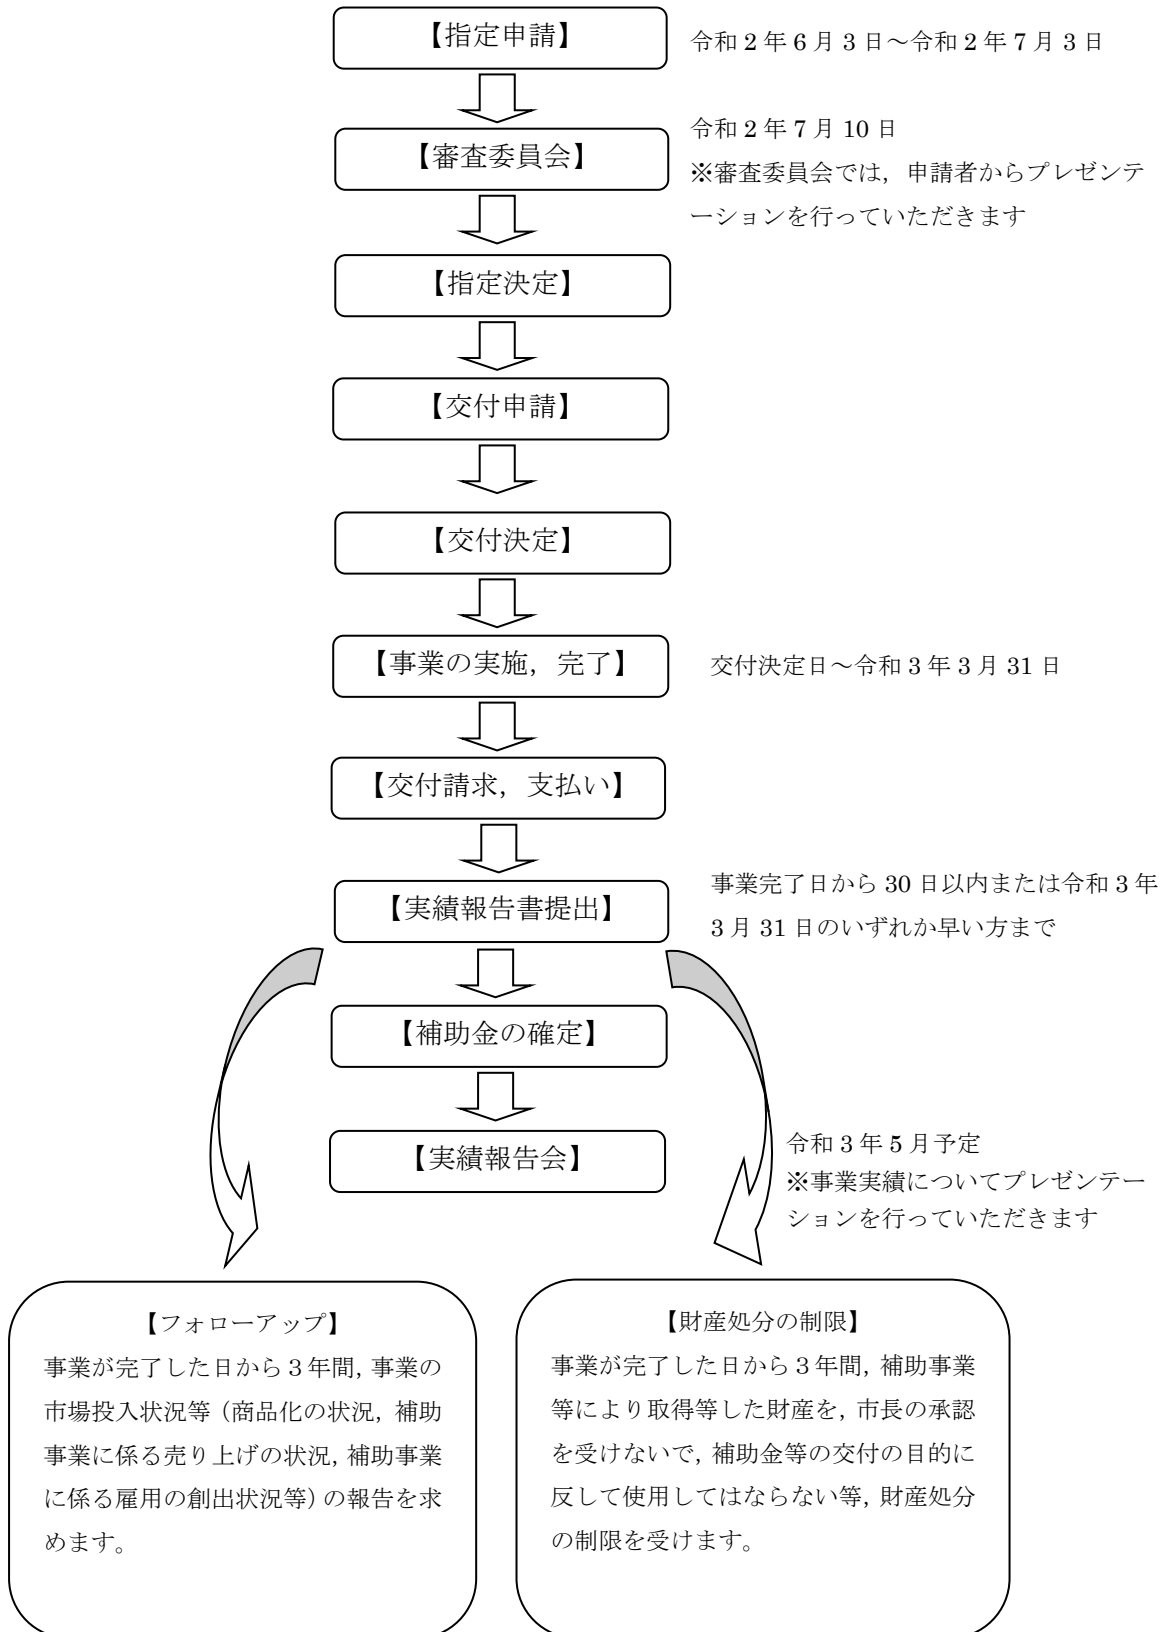 【指定申請】
令和2年6月3日～令和2年7月3日
【審査委員会】
令和2年7月10日
※審査委員会では，申請者からプレゼンテ
ーションを行っていただきます
【指定決定】
【交付申請】
【交付決定】
【事業の実施，完了】
交付決定日～令和3年3月31日
【交付請求，支払い】
【実績報告書提出】
事業完了日から30日以内または令和3年
3月31日のいずれか早い方まで
【補助金の確定】
【実績報告会】
令和3年5月予定
※事業実績についてプレゼンテー
ションを行っていただきます
【フォローアップ】
事業が完了した日から３年間，事業の
市場投入状況等（商品化の状況，補助
事業に係る売り上げの状況，補助事業
に係る雇用の創出状況等）の報告を求
めます。
【財産処分の制限】
事業が完了した日から３年間，補助事業
等により取得等した財産を，市長の承認
を受けないで，補助金等の交付の目的に
反して使用してはならない等，財産処分
の制限を受けます。